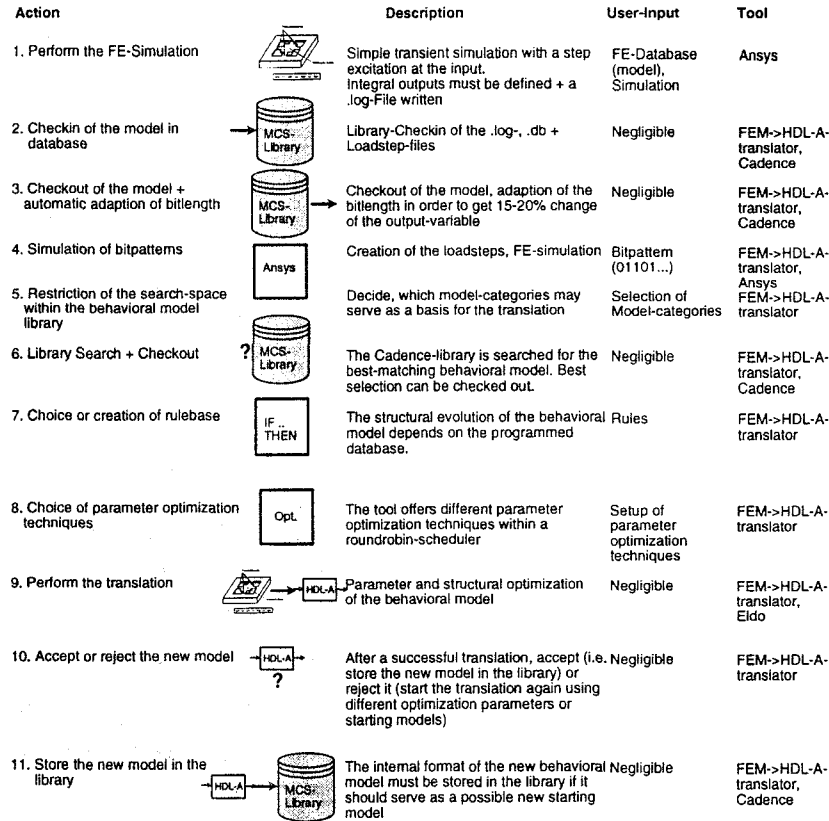 Action Description User-Input Tool
1. Perform the FE-Simulation
Simple transient simulation with a step
excitation at the input.
Integral outputs must be defined + a
.log-File written
FE-Database
(model),
Simulation
Ansys
2. Checkin of the model in
database
MCS-
Library
Library-Checkin of the .log-, .db +
Loadstep-files
Negligible
FEM->HDL-A-
translator,
Cadence
3. Checkout of the model +
automatic adaption of bitlength
MCS-
Library
Checkout of the model, adaption of the
bitlength in order to get 15-20% change
of the output-variable
Negligible
FEM->HDL-A-
translator,
Cadence
4. Simulation of bitpatterns
Ansys
Creation of the loadsteps, FE-simulation
Bitpattern
(01101...)
FEM->HDL-A-
translator,
Ansys
5. Restriction of the search-space
within the behavioral model
library
Decide, which model-categories may
serve as a basis for the translation
Selection of
Model-categories
FEM->HDL-A-
translator
6. Library Search + Checkout
?
MCS-
Library
The Cadence-library is searched for the
best-matching behavioral model. Best
selection can be checked out.
Negligible
FEM->HDL-A-
translator,
Cadence
7. Choice or creation of rulebase
IF ..
THEN
The structural evolution of the behavioral
model depends on the programmed
database.
Rules
FEM->HDL-A-
translator
8. Choice of parameter optimization
techniques
Opt.
The tool offers different parameter
optimization techniques within a
roundrobin-scheduler
Setup of
parameter
optimization
techniques
FEM->HDL-A-
translator
9. Perform the translation
HDL-A
Parameter and structural optimization
of the behavioral model
Negligible
FEM->HDL-A-
translator,
Eldo
10. Accept or reject the new model
HDL-A
?
After a successful translation, accept (i.e.
store the new model in the library) or
reject it (start the translation again using
different optimization parameters or
starting models)
Negligible
FEM->HDL-A-
translator
11. Store the new model in the
library
HDL-A
MCS-
Library
The internal format of the new behavioral
model must be stored in the library if it
should serve as a possible new starting
model
Negligible
FEM->HDL-A-
translator,
Cadence